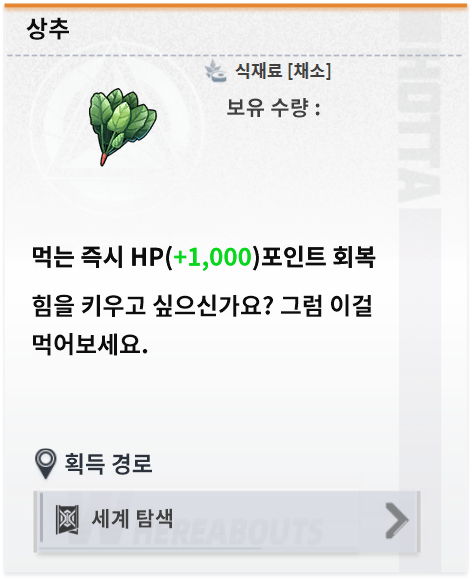 상추
식재료 [채소]
보유 수량 :
HOTTA
먹는 즉시 HP(+1,000)포인트 회복
힘을 키우고 싶으신가요? 그럼 이걸
먹어보세요.
획득 경로
세계 탐색
HEREABOUTS